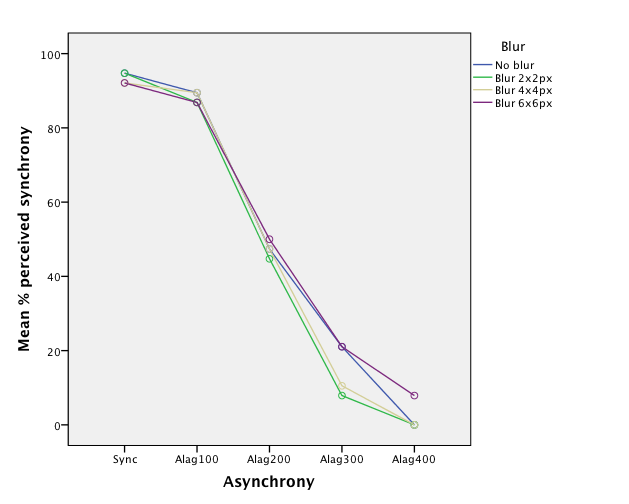 Blur
No blur
Blur 2x2px
Blur 4x4px
Blur 6x6px
Mean % perceived synchrony
100
80
60
40
20
0
Sync Alag100 Alag200 Alag300 Alag400
Asynchrony